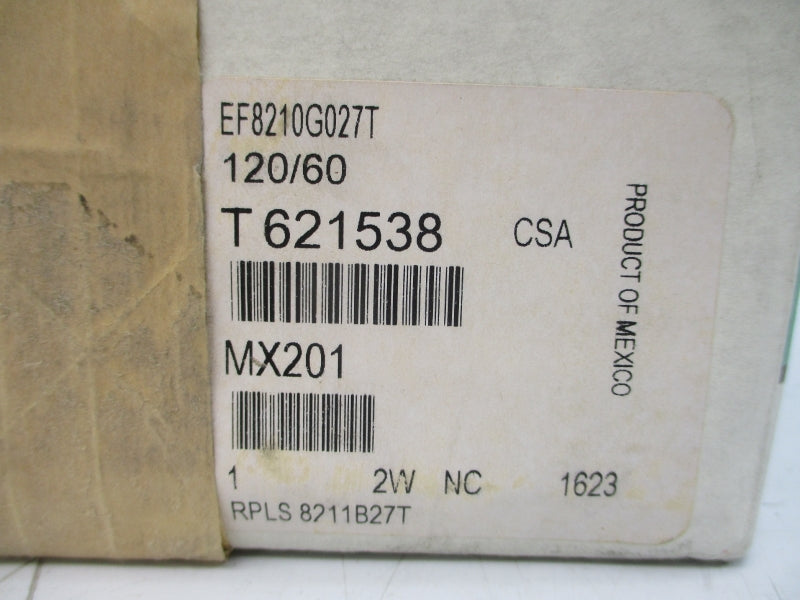 EF8210G027T
120/60
T 621538 CSA
MX201
1 2W NC 1623
RPLS 8211B27T
PRODUCT OF MEXICO